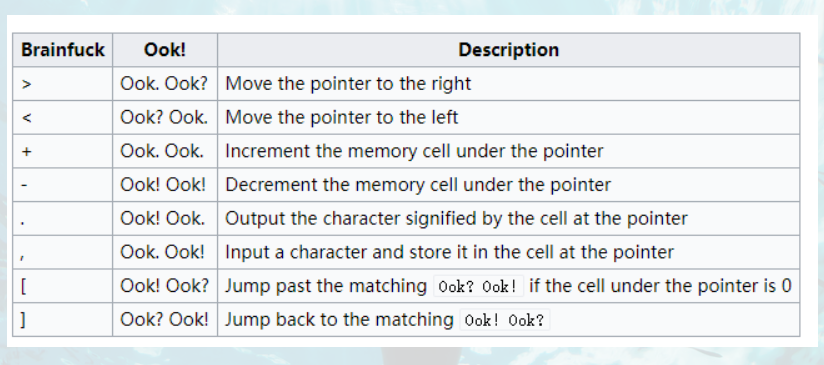 Brainfuck Ook! Description
> Ook. Ook? Move the pointer to the right
< Ook? Ook. Move the pointer to the left
+ Ook. Ook. Increment the memory cell under the pointer
- Ook! Ook! Decrement the memory cell under the pointer
. Ook! Ook. Output the character signified by the cell at the pointer
, Ook. Ook! Input a character and store it in the cell at the pointer
[ Ook! Ook? Jump past the matching Ook? Ook! if the cell under the pointer is 0
] Ook? Ook! Jump back to the matching Ook! Ook?